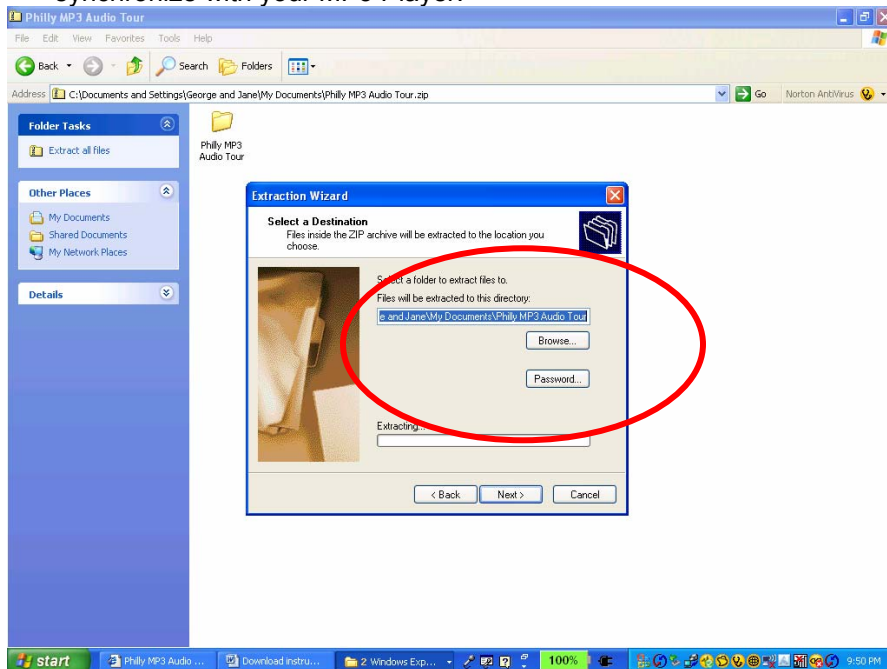 synchronize with your MP3 Player.
Philly MP3 Audio Tour
File Edit View Favorites Tools Help
Back Search Folders
Address C:\Documents and Settings\George and Jane\My Documents\Philly MP3 Audio Tour.zip Go Norton AntiVirus
Folder Tasks
Extract all files
Philly MP3
Audio Tour
Other Places
My Documents
Shared Documents
My Network Places
Details
Extraction Wizard
Select a Destination
Files inside the ZIP archive will be extracted to the location you
choose.
Select a folder to extract files to.
Files will be extracted to this directory:
e and Jane\My Documents\Philly MP3 Audio Tour
Browse...
Password...
Extracting...
< Back Next > Cancel
start Philly MP3 Audio ... Download instru... 2 Windows Exp... 100% 9:50 PM